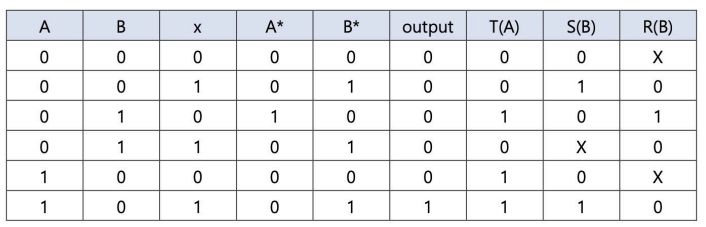 A B x A* B* output T(A) S(B) R(B)
0 0 0 0 0 0 0 0 X
0 0 1 0 1 0 0 1 0
0 1 0 1 0 0 1 0 1
0 1 1 0 1 0 0 X 0
1 0 0 0 0 0 1 0 X
1 0 1 0 1 1 1 1 0